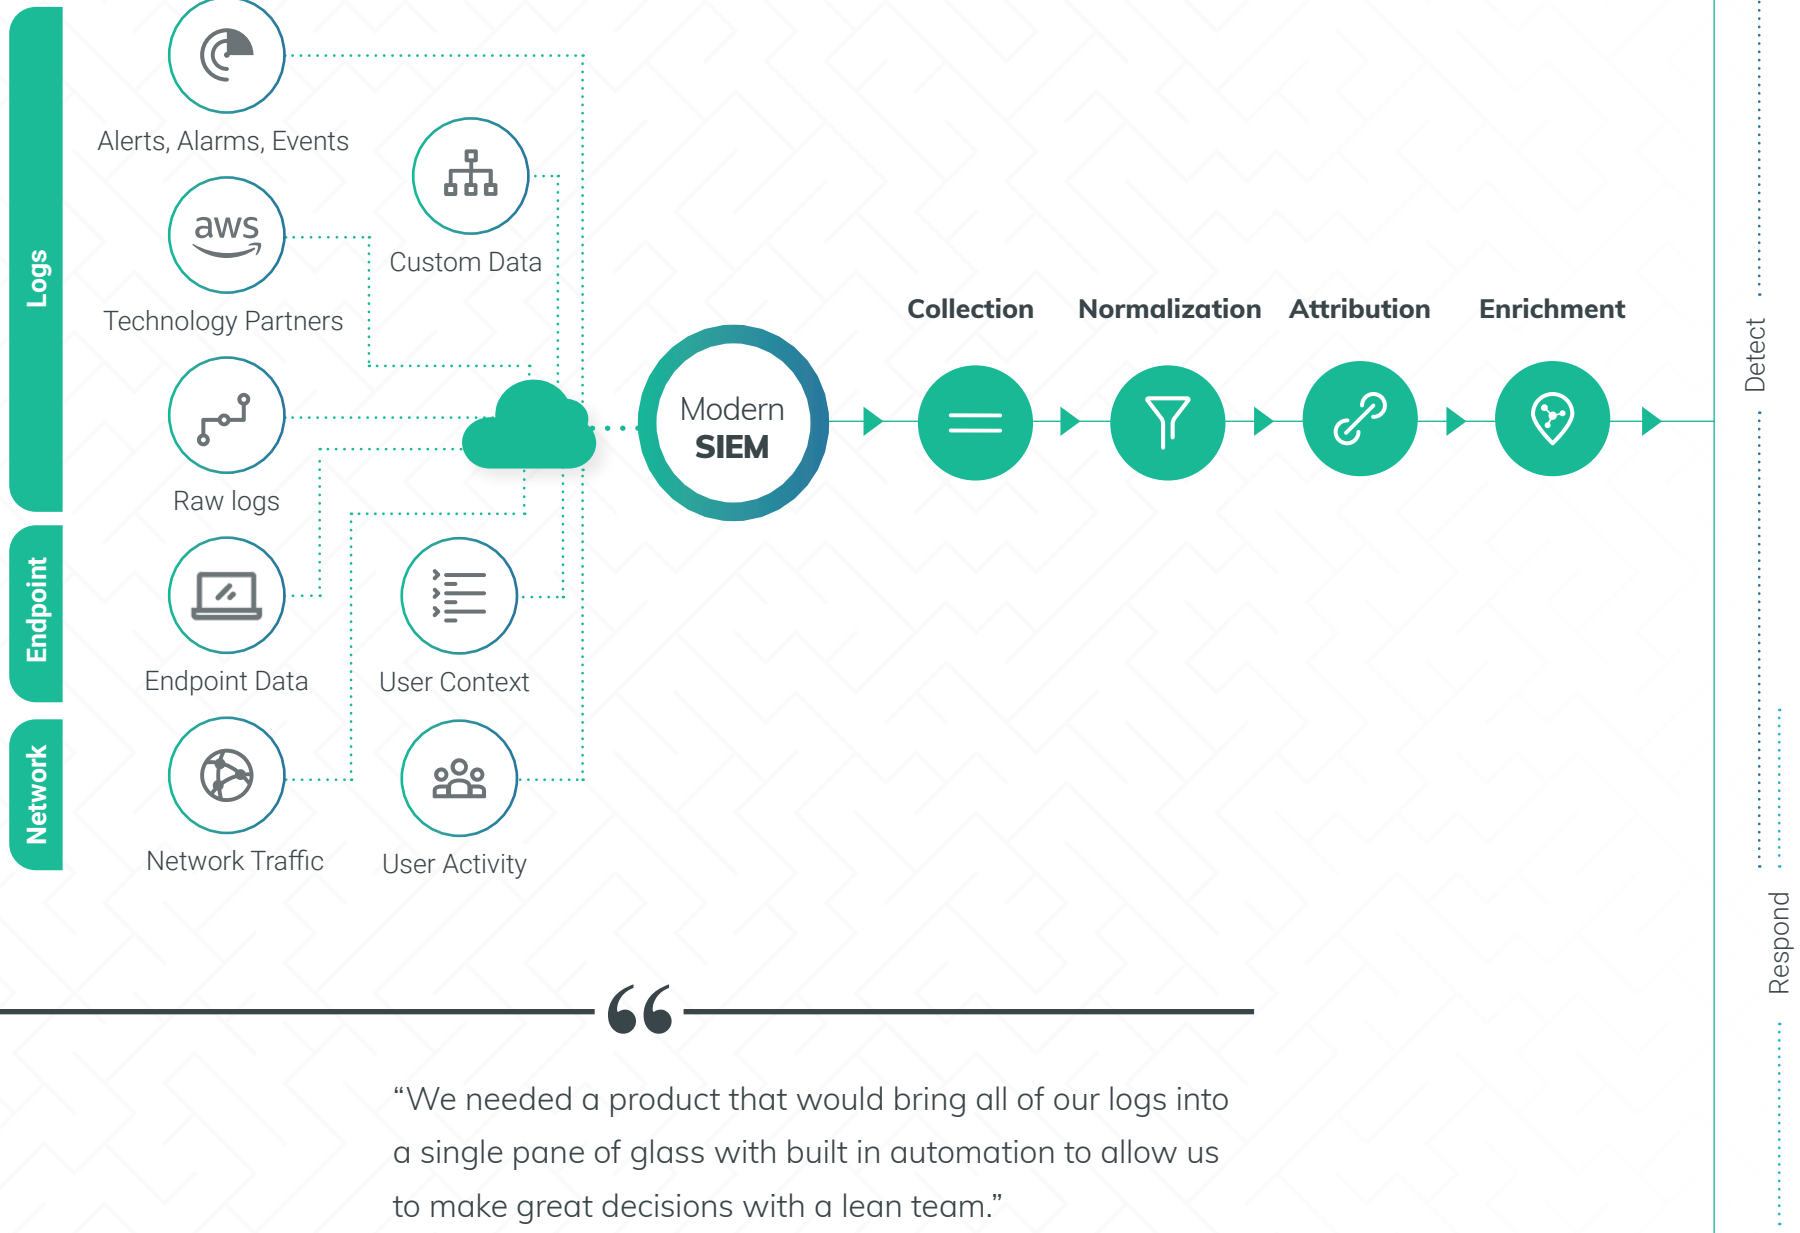 Logs
Alerts, Alarms, Events
Custom Data
aws
Technology Partners
Raw logs
Endpoint
Endpoint Data
User Context
Network
Network Traffic
User Activity
Modern
SIEM
Collection
Normalization
Attribution
Enrichment
Detect
Respond
“
“We needed a product that would bring all of our logs into
a single pane of glass with built in automation to allow us
to make great decisions with a lean team.”